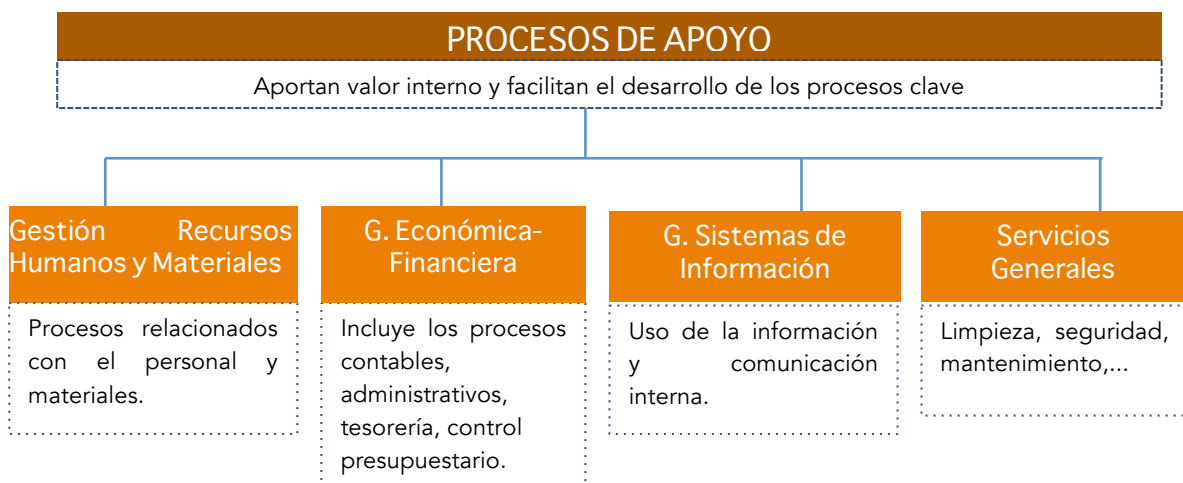 PROCESOS DE APOYO
Aportan valor interno y facilitan el desarrollo de los procesos clave
Gestión Recursos
Humanos y Materiales
Procesos relacionados
con el personal y
materiales.
G. Económica-
Financiera
Incluye los procesos
contables,
administrativos,
tesorería, control
presupuestario.
G. Sistemas de
Información
Uso de la información
y comunicación
interna.
Servicios
Generales
Limpieza, seguridad,
mantenimiento,...